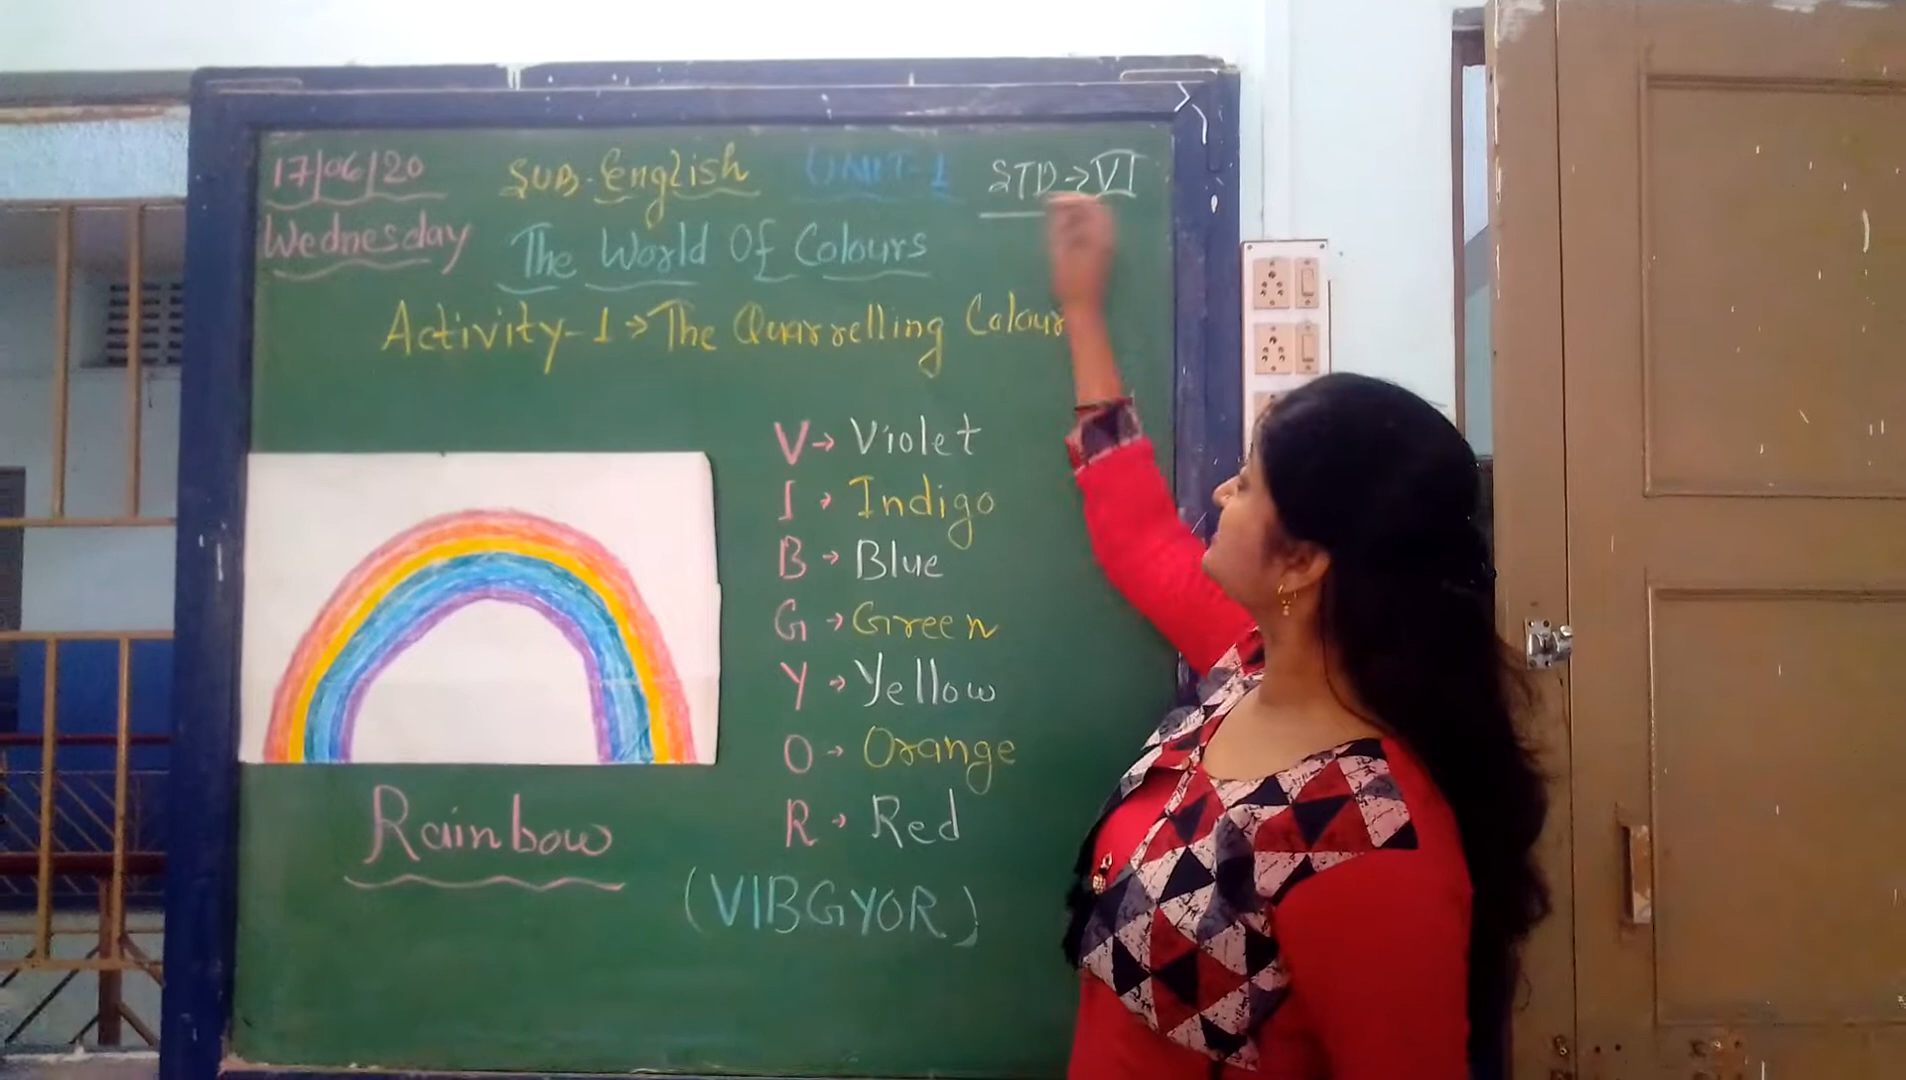 17/06/20 SUB-English UNIT-1 STD→VI
Wednesday The World Of Colours
Activity-1→The Quarrelling Colour
V→Violet
I→Indigo
B→Blue
G→Green
Y→Yellow
O→Orange
R→Red
Rainbow
(VIBGYOR)